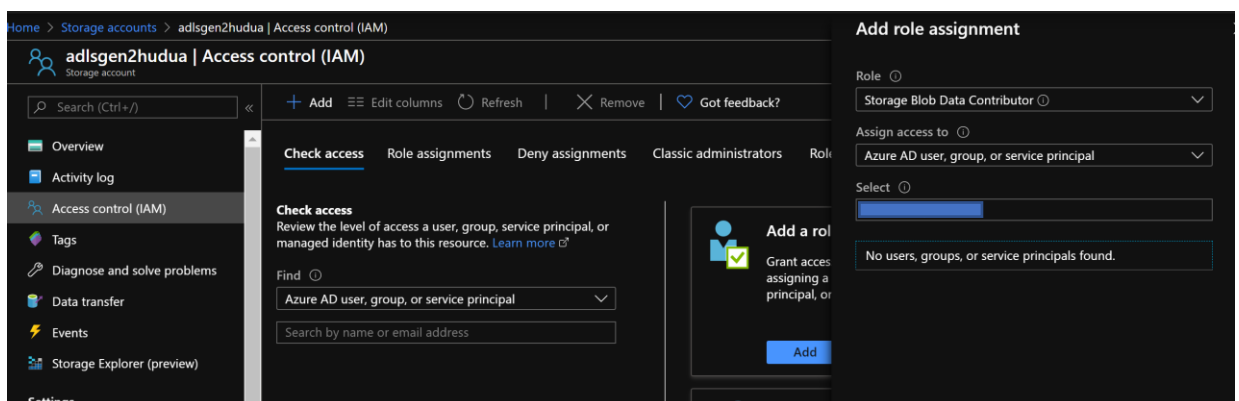 Home > Storage accounts > adlsgen2hudua | Access control (IAM)
adlsgen2hudua | Access control (IAM)
Storage account
Search (Ctrl+/)
«
Overview
Activity log
Access control (IAM)
Tags
Diagnose and solve problems
Data transfer
Events
Storage Explorer (preview)
Settings
Add Edit columns Refresh | Remove | Got feedback?
Check access Role assignments Deny assignments Classic administrators Role
Check access
Review the level of access a user, group, service principal, or
managed identity has to this resource. Learn more
Find
Azure AD user, group, or service principal
Search by name or email address
Add a rol
Grant acces
assigning a
principal, or
Add
Add role assignment
Role
Storage Blob Data Contributor
Assign access to
Azure AD user, group, or service principal
Select
No users, groups, or service principals found.